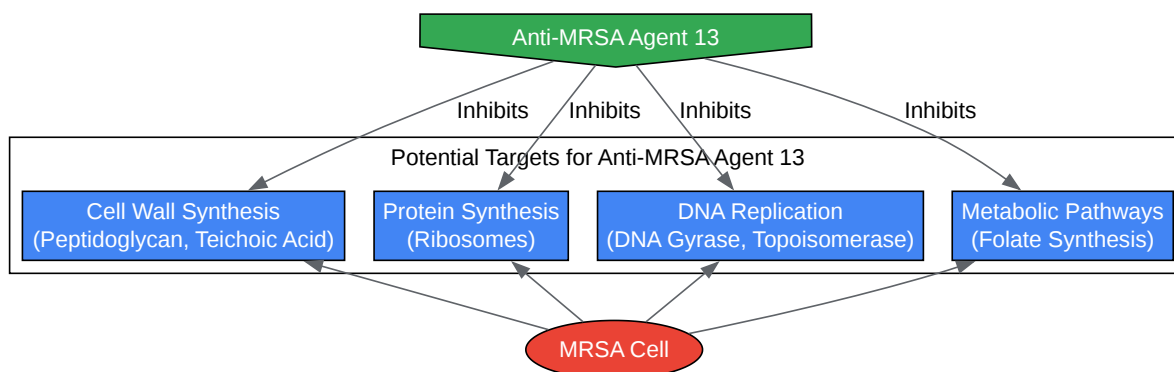 Anti-MRSA Agent 13
Inhibits
Inhibits
Inhibits
Inhibits
Potential Targets for Anti-MRSA Agent 13
Cell Wall Synthesis
(Peptidoglycan, Teichoic Acid)
Protein Synthesis
(Ribosomes)
DNA Replication
(DNA Gyrase, Topoisomerase)
Metabolic Pathways
(Folate Synthesis)
MRSA Cell